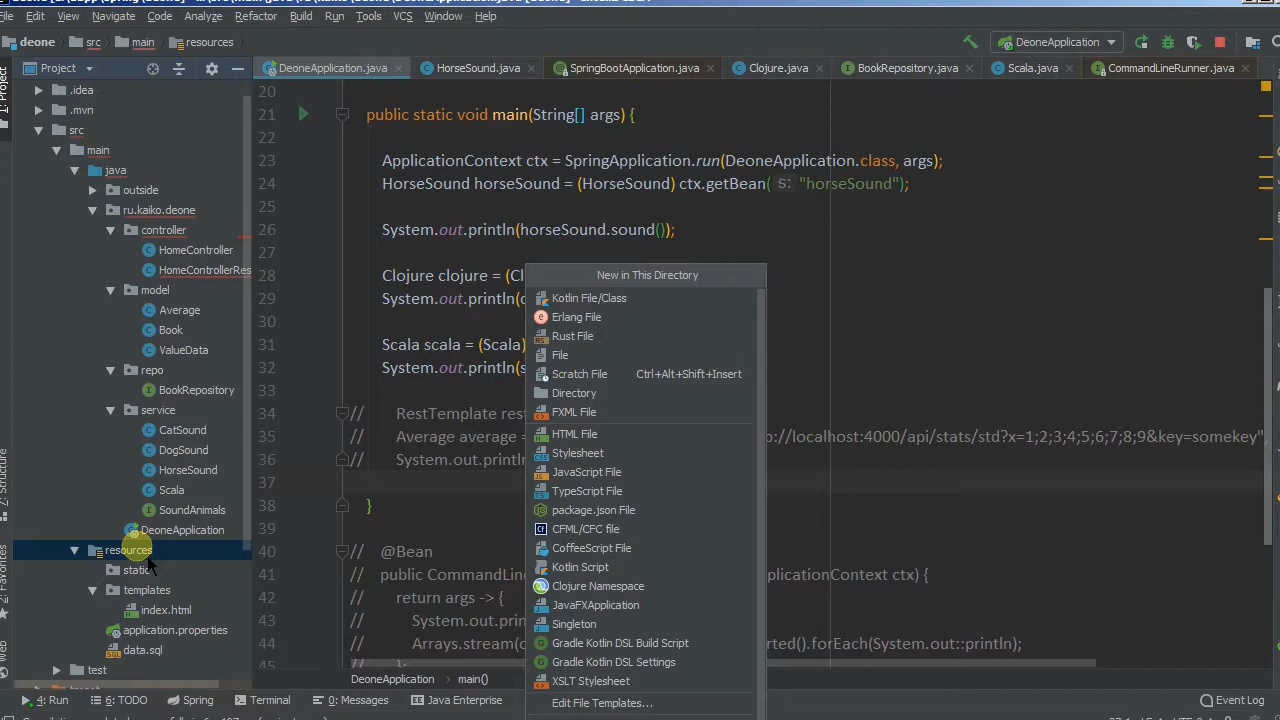 File Edit View Navigate Code Analyze Refactor Build Run Tools VCS Window Help
deone src main resources DeoneApplication
Project DeoneApplication.java HorseSound.java SpringBootApplication.java Clojure.java BookRepository.java Scala.java CommandLineRunner.java
1: Project
.idea
.mvn
src
main
java
outside
ru.kaiko.deone
controller
HomeController
HomeControllerRes
model
Average
Book
ValueData
repo
BookRepository
service
CatSound
DogSound
HorseSound
Scala
SoundAnimals
DeoneApplication
resources
static
templates
index.html
application.properties
data.sql
test
Z: Structure
Favorites
Web
20
21 public static void main(String[] args) {
22
23 ApplicationContext ctx = SpringApplication.run(DeoneApplication.class, args);
24 HorseSound horseSound = (HorseSound) ctx.getBean( s: "horseSound");
25
26 System.out.println(horseSound.sound());
27
28 Clojure clojure = (Cl
29 System.out.println(c
30
31 Scala scala = (Scala)
32 System.out.println(s
33
34 // RestTemplate rest
35 // Average average = p://localhost:4000/api/stats/std?x=1;2;3;4;5;6;7;8;9&key=somekey",
36 // System.out.println
37
38 }
39
40 // @Bean
41 // public CommandLine plicationContext ctx) {
42 // return args -> {
43 // System.out.prin
44 // Arrays.stream(c orted().forEach(System.out::println);
45 // };
New in This Directory
Kotlin File/Class
Erlang File
Rust File
File
Scratch File Ctrl+Alt+Shift+Insert
Directory
FXML File
HTML File
Stylesheet
JavaScript File
TypeScript File
package.json File
CFML/CFC file
CoffeeScript File
Kotlin Script
Clojure Namespace
JavaFXApplication
Singleton
Gradle Kotlin DSL Build Script
Gradle Kotlin DSL Settings
XSLT Stylesheet
Edit File Templates...
DeoneApplication main()
4: Run 6: TODO Spring Terminal 0: Messages Java Enterprise Event Log